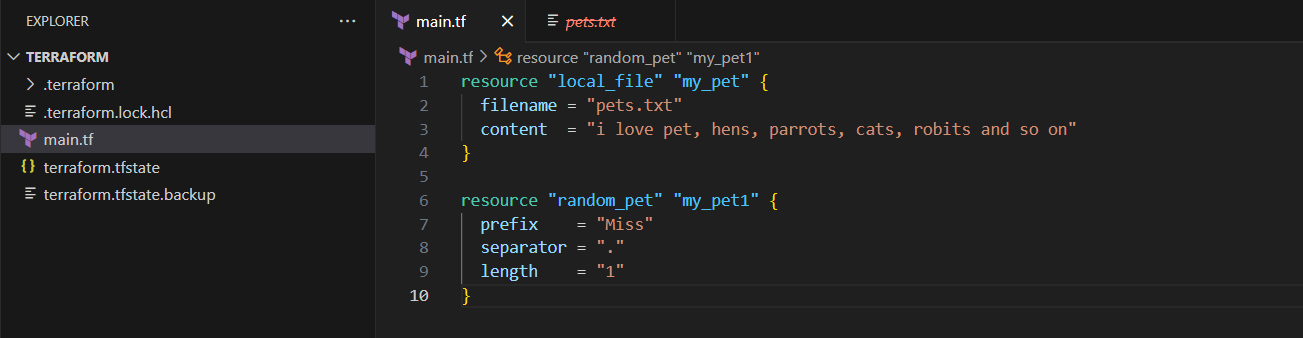 EXPLORER ...
TERRAFORM
.terraform
.terraform.lock.hcl
main.tf
terraform.tfstate
terraform.tfstate.backup
main.tf pets.txt
main.tf > resource "random_pet" "my_pet1"
1 resource "local_file" "my_pet" {
2   filename = "pets.txt"
3   content  = "i love pet, hens, parrots, cats, robits and so on"
4 }
5
6 resource "random_pet" "my_pet1" {
7   prefix    = "Miss"
8   separator = "."
9   length    = "1"
10 }